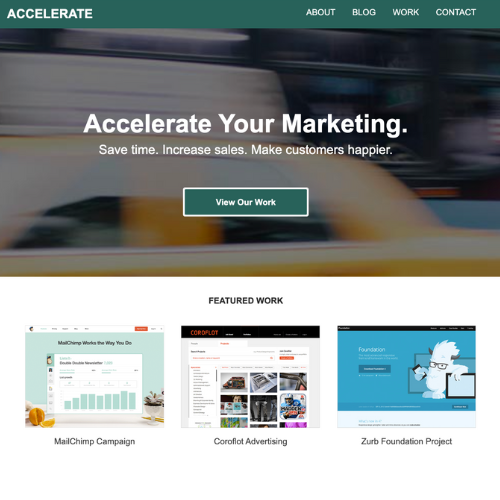 ACCELERATE
ABOUT
BLOG
WORK
CONTACT
Accelerate Your Marketing.
Save time. Increase sales. Make customers happier.
View Our Work
FEATURED WORK
MailChimp Works the Way You Do
COROFLOT
Foundation
MailChimp Campaign
Coroflot Advertising
Zurb Foundation Project